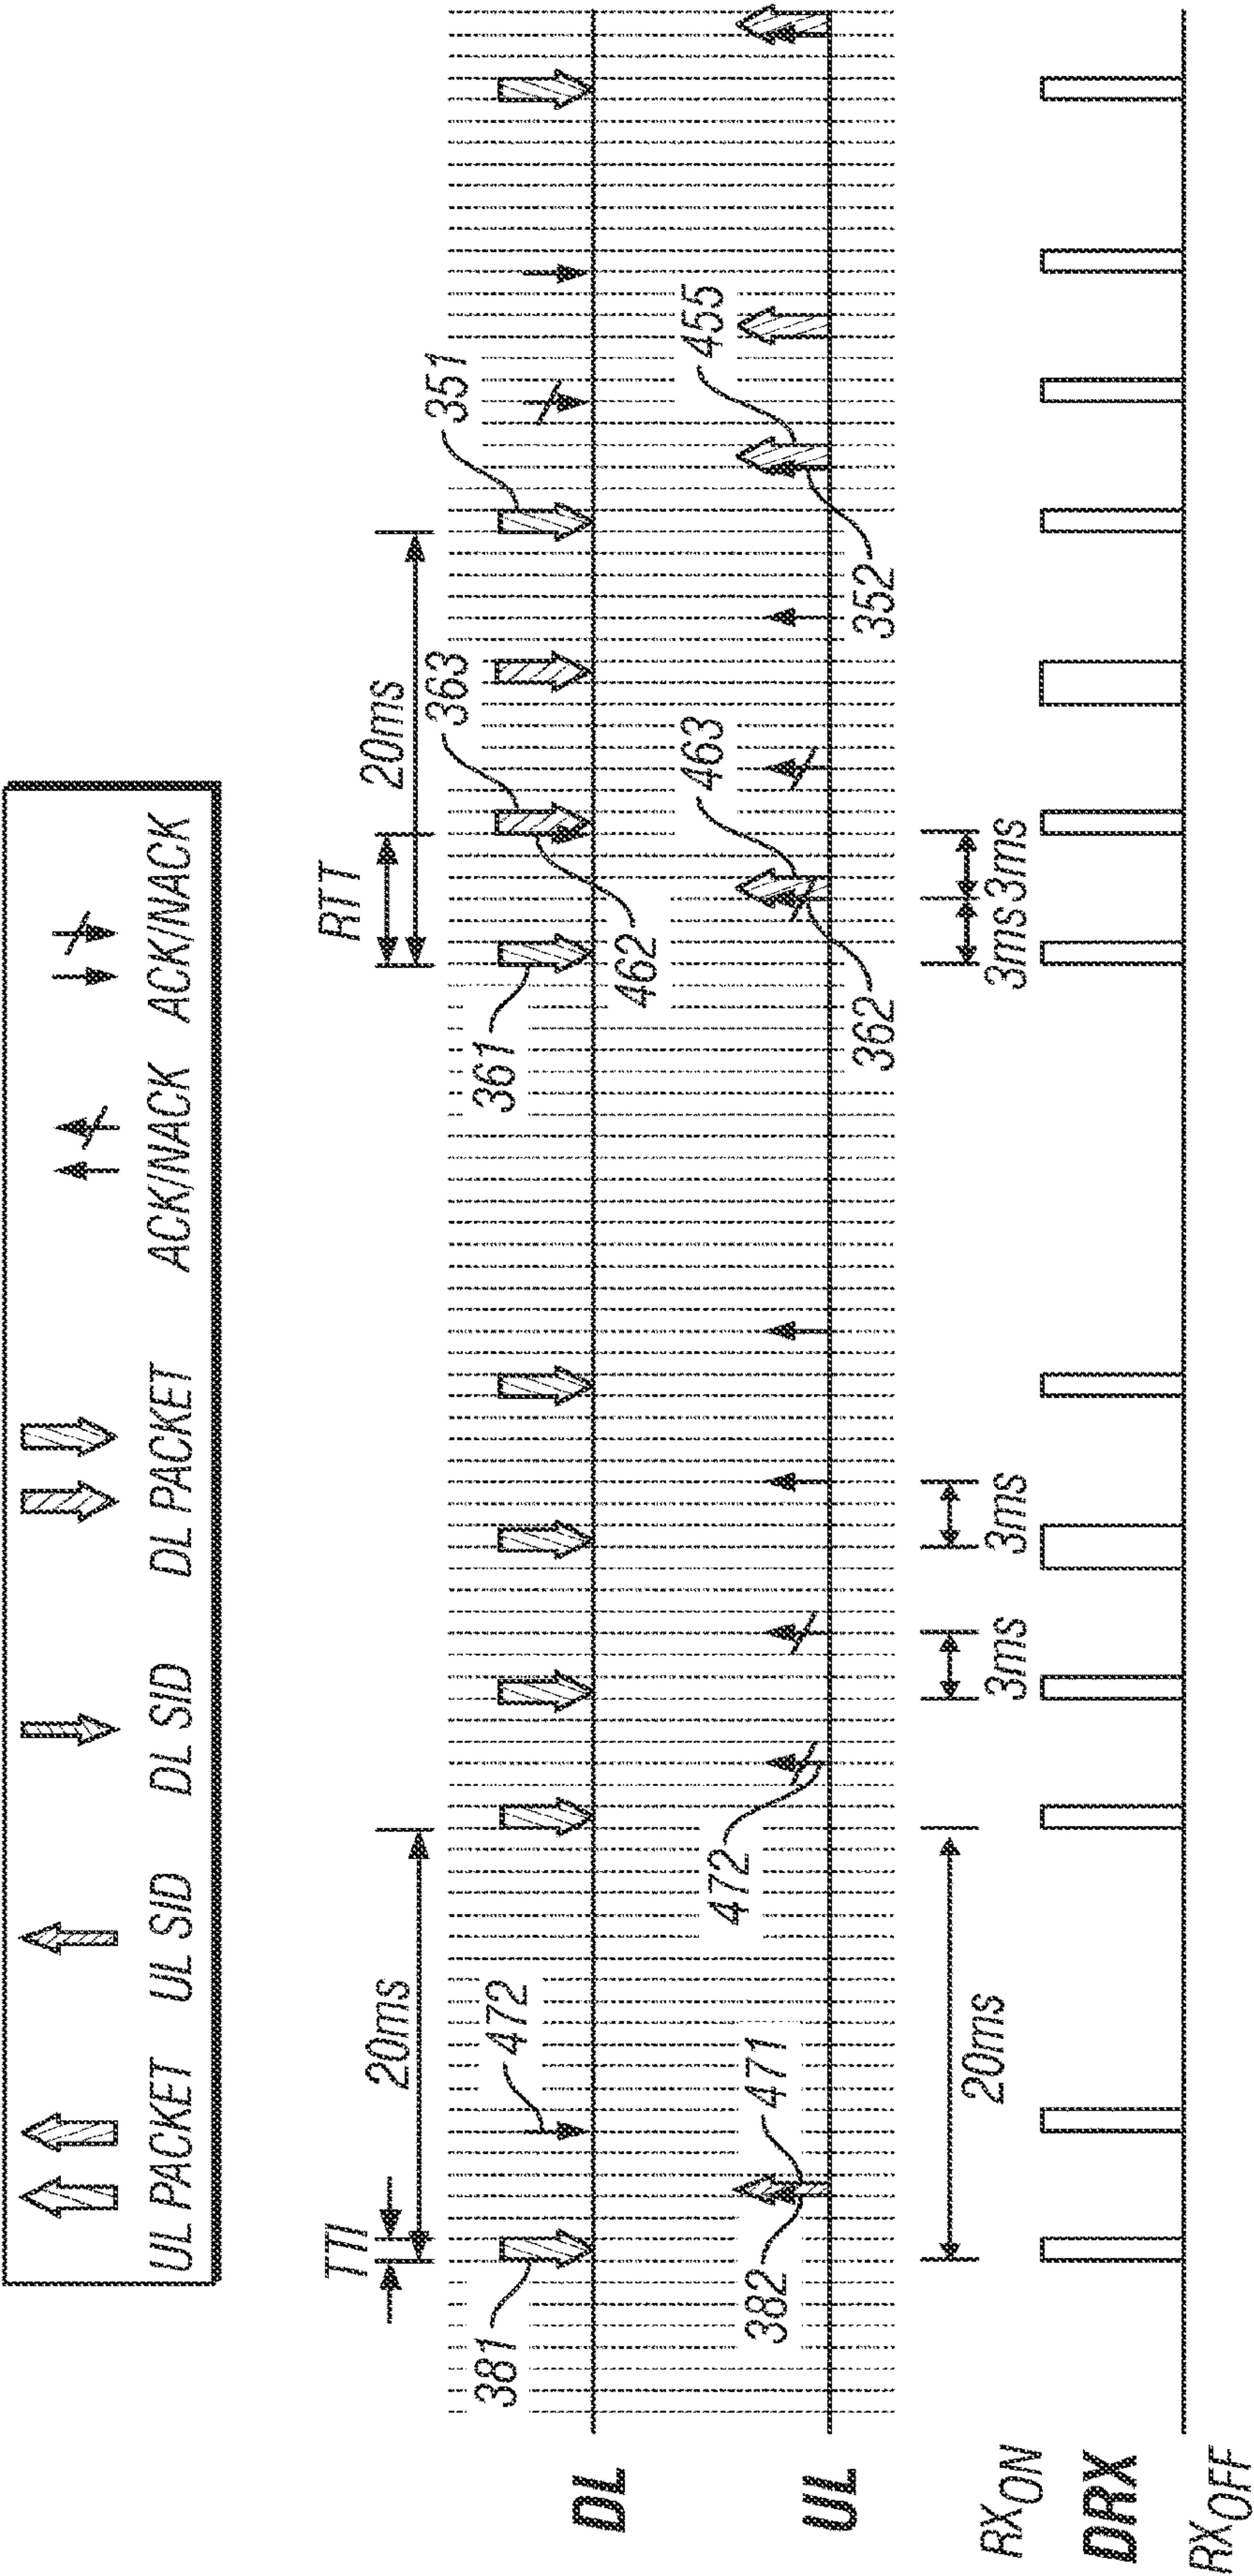 UL PACKET UL SID DL SID DL PACKET ACK/NACK ACK/NACK
TTI
RTT
20ms
20ms
381
472
361
363
351
DL
462
382
471
472
463
455
UL
362
352
20ms
3ms
3ms
3ms 3ms
RXON
DRX
RXOFF